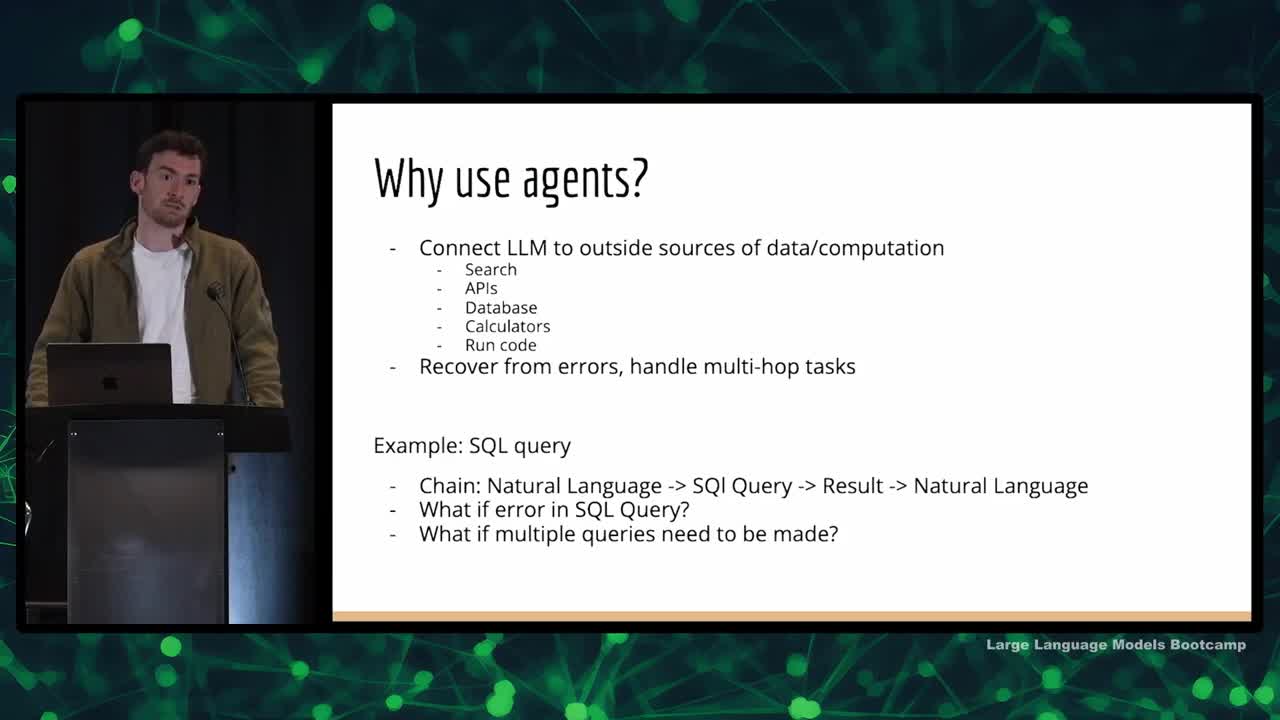 Why use agents?
- Connect LLM to outside sources of data/computation
- Search
- APIs
- Database
- Calculators
- Run code
- Recover from errors, handle multi-hop tasks
Example: SQL query
- Chain: Natural Language -> SQl Query -> Result -> Natural Language
- What if error in SQL Query?
- What if multiple queries need to be made?
Large Language Models Bootcamp